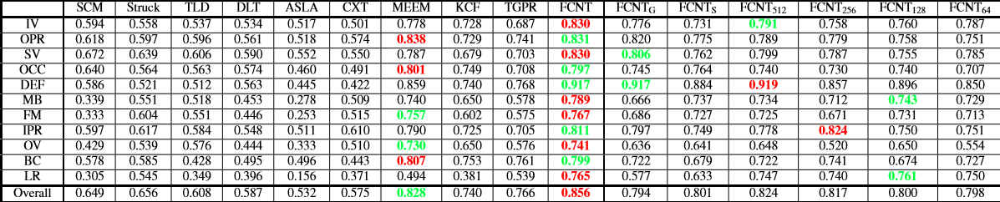 SCM Struck TLD DLT ASLA CXT MEEM KCF TGPR FCNT FCNT_G FCNT_S FCNT_512 FCNT_256 FCNT_128 FCNT_64
IV 0.594 0.558 0.537 0.534 0.517 0.501 0.778 0.728 0.687 0.830 0.776 0.731 0.791 0.758 0.760 0.787
OPR 0.618 0.597 0.596 0.561 0.518 0.574 0.838 0.729 0.741 0.831 0.820 0.775 0.789 0.779 0.758 0.751
SV 0.672 0.639 0.606 0.590 0.552 0.550 0.787 0.679 0.703 0.830 0.806 0.762 0.799 0.787 0.755 0.785
OCC 0.640 0.564 0.563 0.574 0.460 0.491 0.801 0.749 0.708 0.797 0.745 0.764 0.740 0.730 0.740 0.707
DEF 0.586 0.521 0.512 0.563 0.445 0.422 0.859 0.740 0.768 0.917 0.917 0.884 0.919 0.857 0.896 0.850
MB 0.339 0.551 0.518 0.453 0.278 0.509 0.740 0.650 0.578 0.789 0.666 0.737 0.734 0.712 0.743 0.729
FM 0.333 0.604 0.551 0.446 0.253 0.515 0.757 0.602 0.575 0.767 0.686 0.727 0.725 0.671 0.731 0.713
IPR 0.597 0.617 0.584 0.548 0.511 0.610 0.790 0.725 0.705 0.811 0.797 0.749 0.778 0.824 0.750 0.751
OV 0.429 0.539 0.576 0.444 0.333 0.510 0.730 0.650 0.576 0.741 0.636 0.641 0.648 0.520 0.650 0.554
BC 0.578 0.585 0.428 0.495 0.496 0.443 0.807 0.753 0.761 0.799 0.722 0.679 0.722 0.741 0.674 0.727
LR 0.305 0.545 0.349 0.396 0.156 0.371 0.494 0.381 0.539 0.765 0.577 0.633 0.747 0.740 0.761 0.750
Overall 0.649 0.656 0.608 0.587 0.532 0.575 0.828 0.740 0.766 0.856 0.794 0.801 0.824 0.817 0.800 0.798